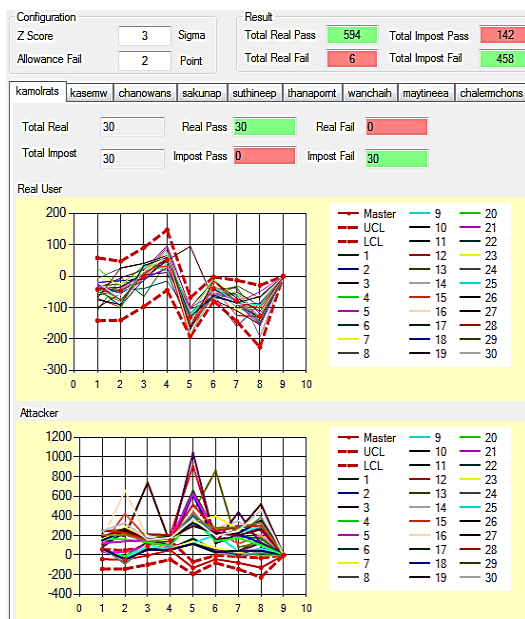 Configuration
Z Score 3 Sigma
Allowance Fail 2 Point
Result
Total Real Pass 594 Total Impost Pass 142
Total Real Fail 6 Total Impost Fail 458
kamolrats kasemw chanowans sakunap suthineep thanapornt wanchaih maytineea chalermchons
Total Real 30 Real Pass 30 Real Fail 0
Total Impost 30 Impost Pass 0 Impost Fail 30
Real User
200
100
0
-100
-200
-300
0 1 2 3 4 5 6 7 8 9 10
Master 9 20
UCL 10 21
LCL 11 22
1 12 23
2 13 24
3 14 25
4 15 26
5 16 27
6 17 28
7 18 29
8 19 30
Attacker
1200
1000
800
600
400
200
0
-200
-400
0 1 2 3 4 5 6 7 8 9 10
Master 9 20
UCL 10 21
LCL 11 22
1 12 23
2 13 24
3 14 25
4 15 26
5 16 27
6 17 28
7 18 29
8 19 30